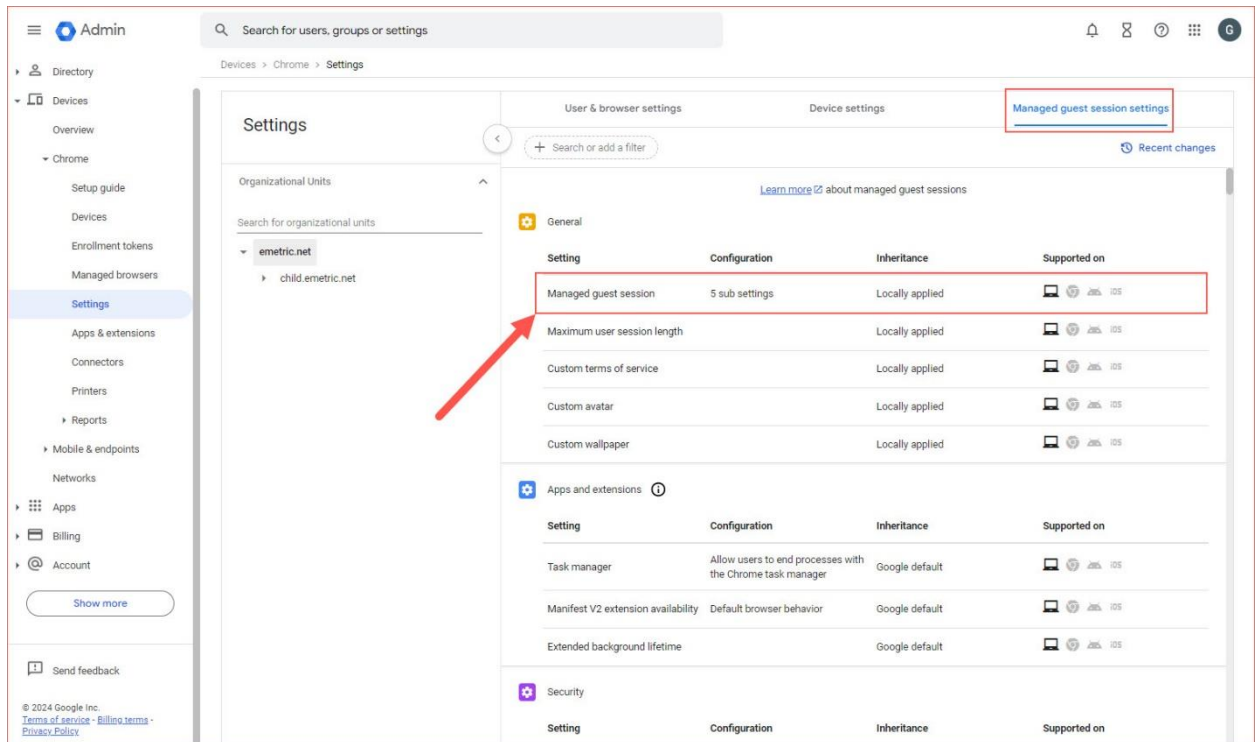 Admin
Search for users, groups or settings
G
Directory
Devices
Overview
Chrome
Setup guide
Devices
Enrollment tokens
Managed browsers
Settings
Apps & extensions
Connectors
Printers
Reports
Mobile & endpoints
Networks
Apps
Billing
Account
Show more
Send feedback
© 2024 Google Inc.
Terms of service - Billing terms -
Privacy Policy
Devices > Chrome > Settings
Settings
Organizational Units
Search for organizational units
emetric.net
child.emetric.net
User & browser settings Device settings Managed guest session settings
Search or add a filter
Recent changes
Learn more about managed guest sessions
General
Setting Configuration Inheritance Supported on
Managed guest session 5 sub settings Locally applied iOS
Maximum user session length Locally applied iOS
Custom terms of service Locally applied iOS
Custom avatar Locally applied iOS
Custom wallpaper Locally applied iOS
Apps and extensions
Setting Configuration Inheritance Supported on
Task manager Allow users to end processes with Google default iOS
the Chrome task manager
Manifest V2 extension availability Default browser behavior Google default iOS
Extended background lifetime Google default iOS
Security
Setting Configuration Inheritance Supported on